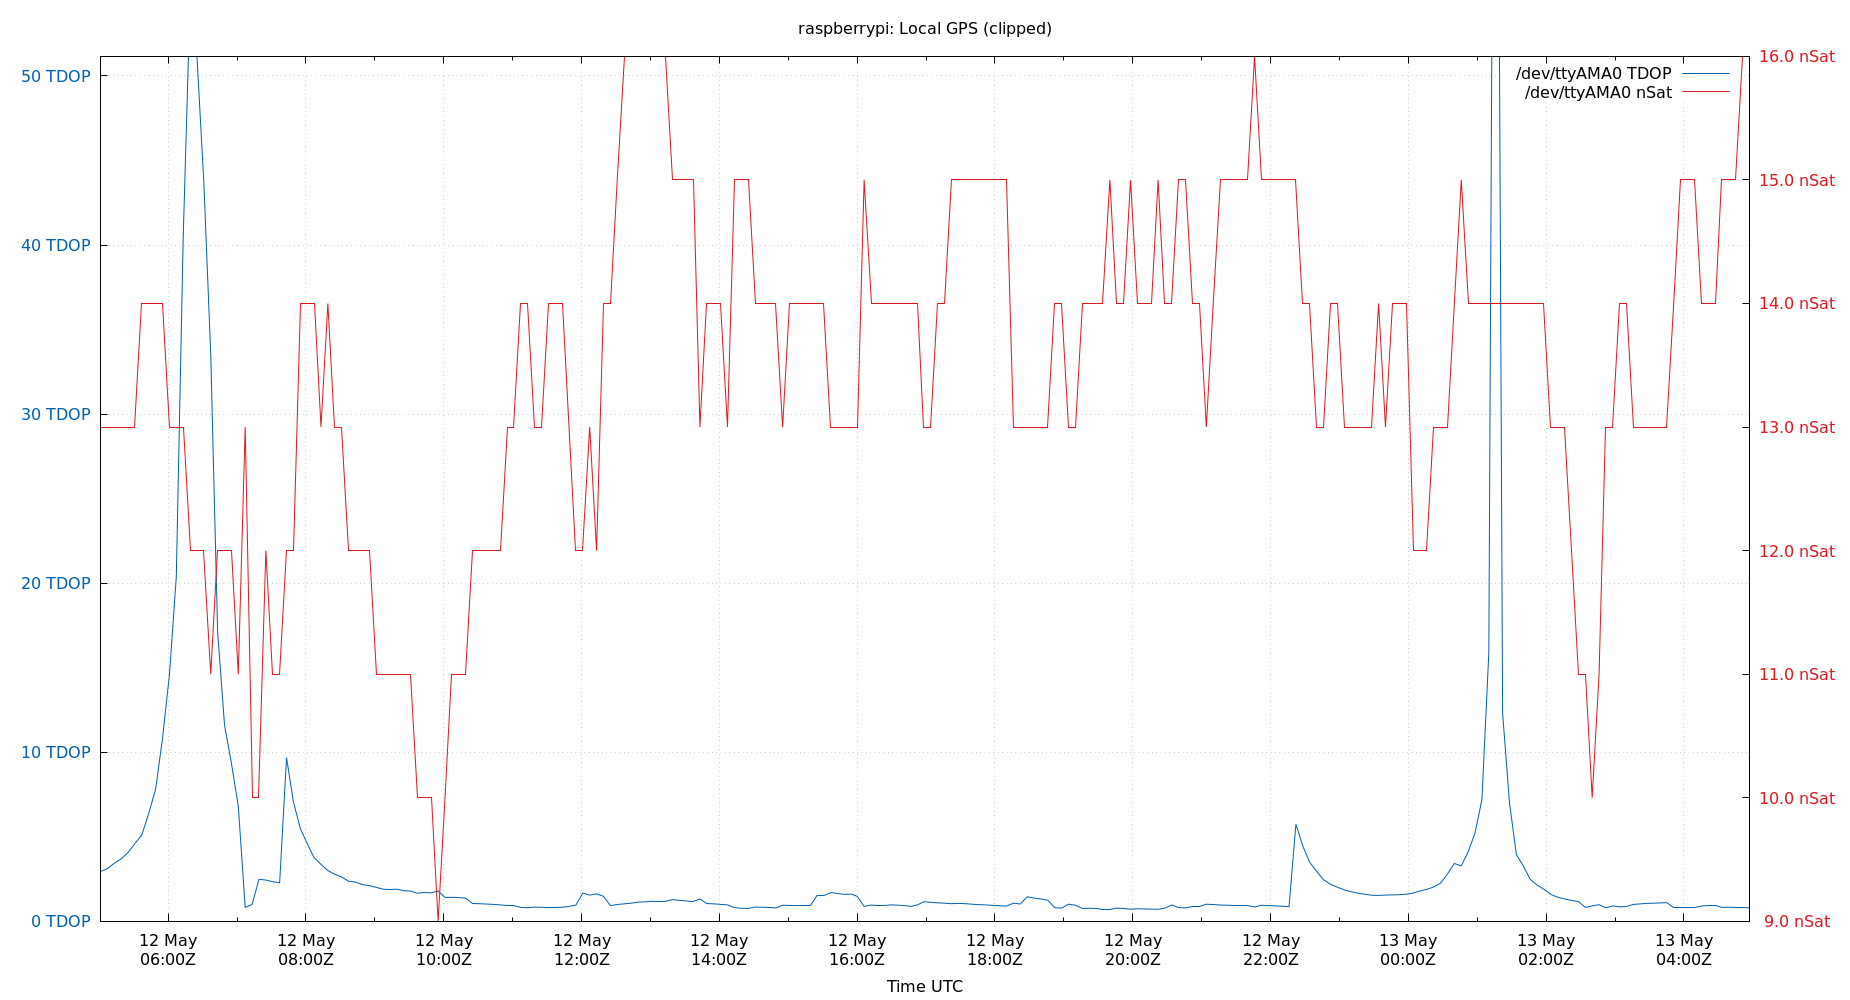 raspberrypi: Local GPS (clipped)
/dev/ttyAMA0 TDOP
/dev/ttyAMA0 nSat
50 TDOP
40 TDOP
30 TDOP
20 TDOP
10 TDOP
0 TDOP
16.0 nSat
15.0 nSat
14.0 nSat
13.0 nSat
12.0 nSat
11.0 nSat
10.0 nSat
9.0 nSat
12 May
06:00Z
12 May
08:00Z
12 May
10:00Z
12 May
12:00Z
12 May
14:00Z
12 May
16:00Z
12 May
18:00Z
12 May
20:00Z
12 May
22:00Z
13 May
00:00Z
13 May
02:00Z
13 May
04:00Z
Time UTC